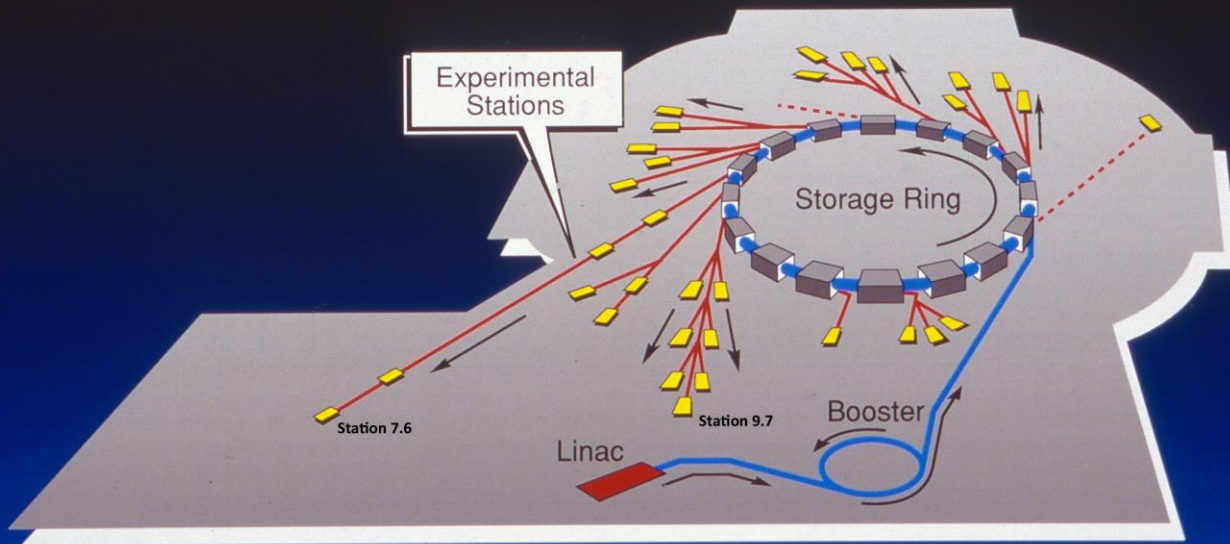 Experimental
Stations
Storage Ring
Station 7.6
Station 9.7
Booster
Linac